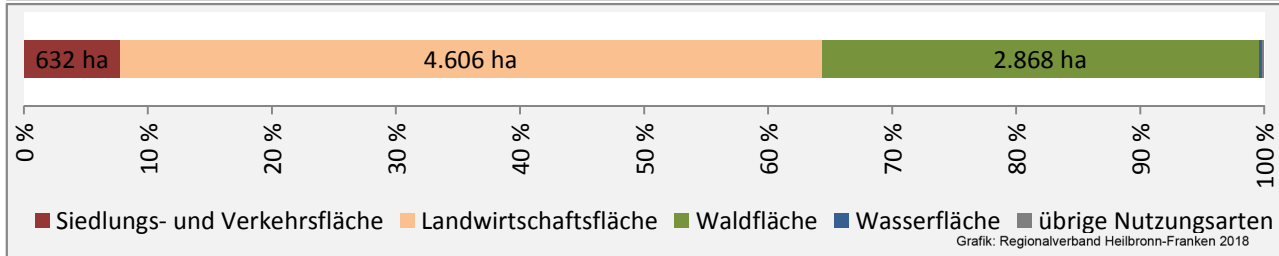 632 ha 4.606 ha 2.868 ha
0 % 10 % 20 % 30 % 40 % 50 % 60 % 70 % 80 % 90 % 100 %
Siedlungs- und Verkehrsfläche Landwirtschaftsfläche Waldfläche Wasserfläche übrige Nutzungsarten
Grafik: Regionalverband Heilbronn-Franken 2018